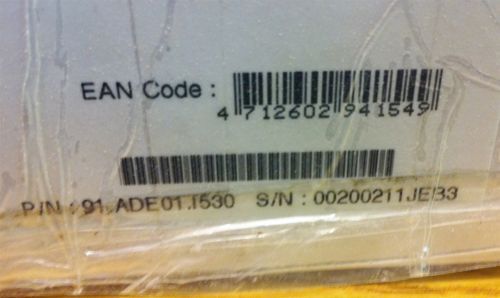 EAN Code :
4 712602 941549
P/N : 91.ADE01.I530 S/N : 00200211JEB3